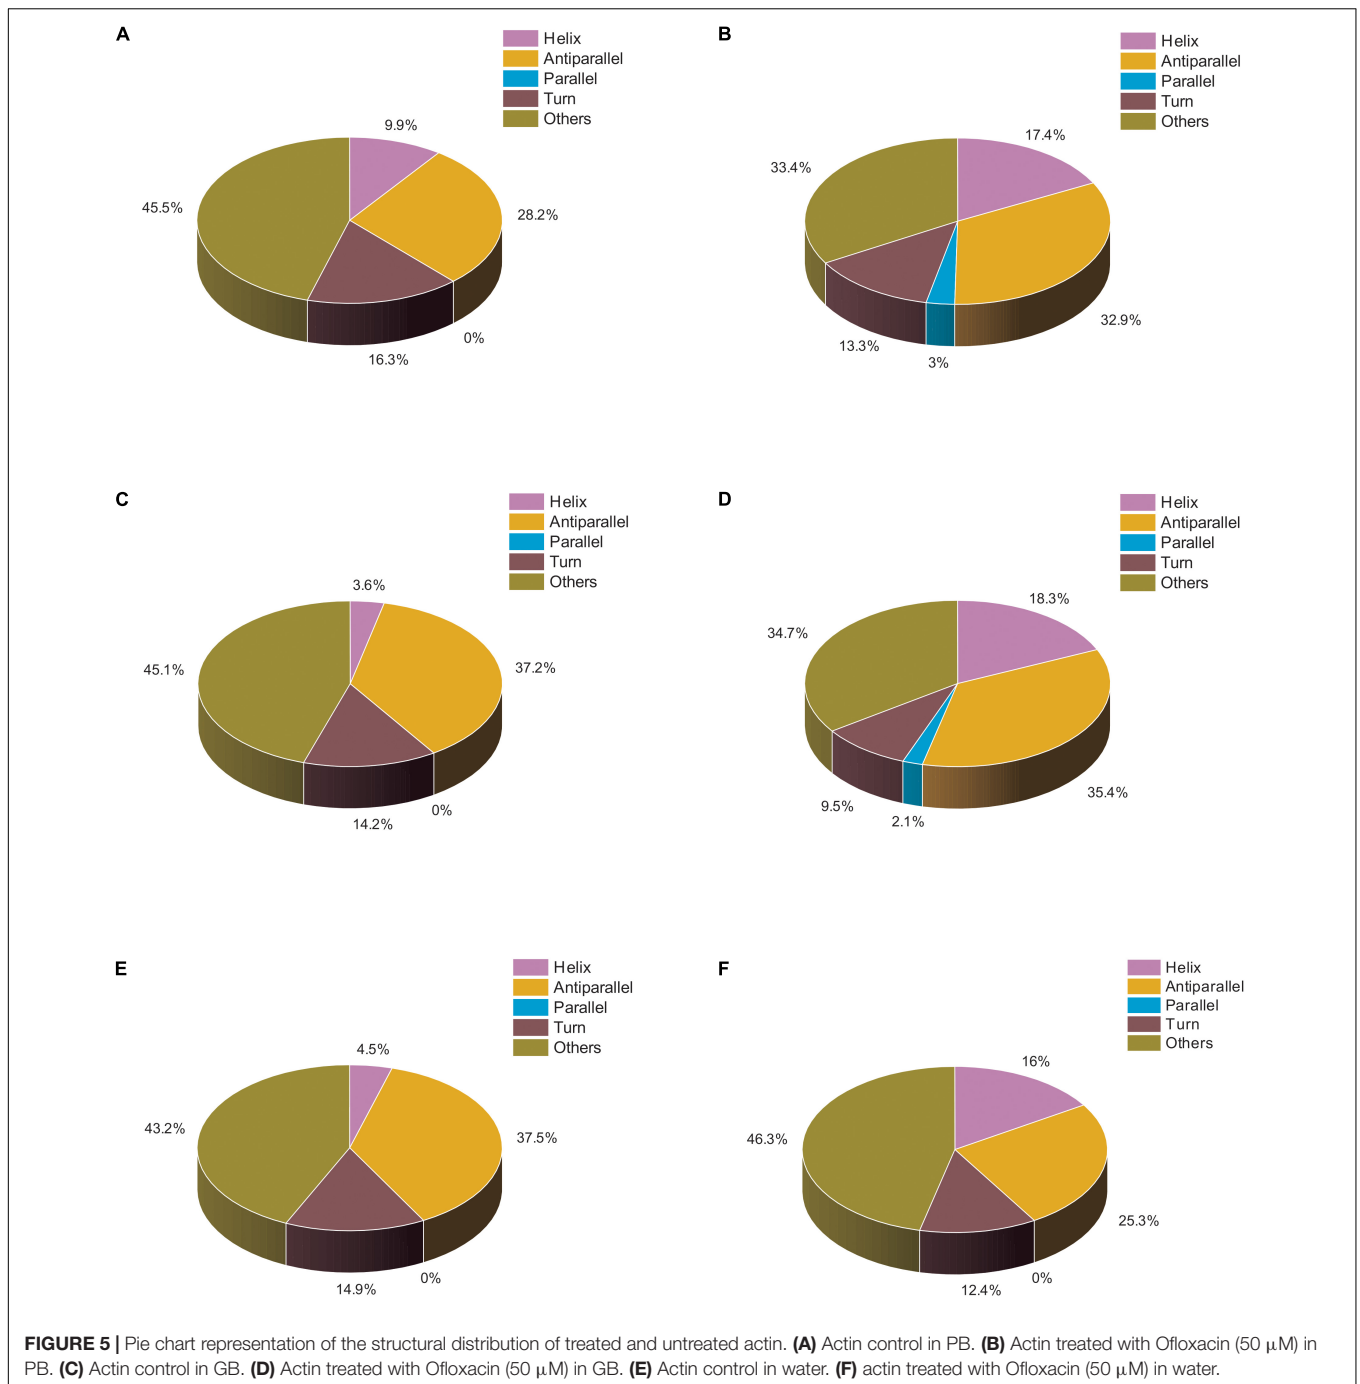 A
Helix
Antiparallel
Parallel
Turn
Others
9.9%
28.2%
0%
16.3%
45.5%
B
Helix
Antiparallel
Parallel
Turn
Others
17.4%
32.9%
3%
13.3%
33.4%
C
Helix
Antiparallel
Parallel
Turn
Others
3.6%
37.2%
0%
14.2%
45.1%
D
Helix
Antiparallel
Parallel
Turn
Others
18.3%
35.4%
2.1%
9.5%
34.7%
E
Helix
Antiparallel
Parallel
Turn
Others
4.5%
37.5%
0%
14.9%
43.2%
F
Helix
Antiparallel
Parallel
Turn
Others
16%
25.3%
0%
12.4%
46.3%
FIGURE 5 | Pie chart representation of the structural distribution of treated and untreated actin. (A) Actin control in PB. (B) Actin treated with Ofloxacin (50 μM) in
PB. (C) Actin control in GB. (D) Actin treated with Ofloxacin (50 μM) in GB. (E) Actin control in water. (F) actin treated with Ofloxacin (50 μM) in water.